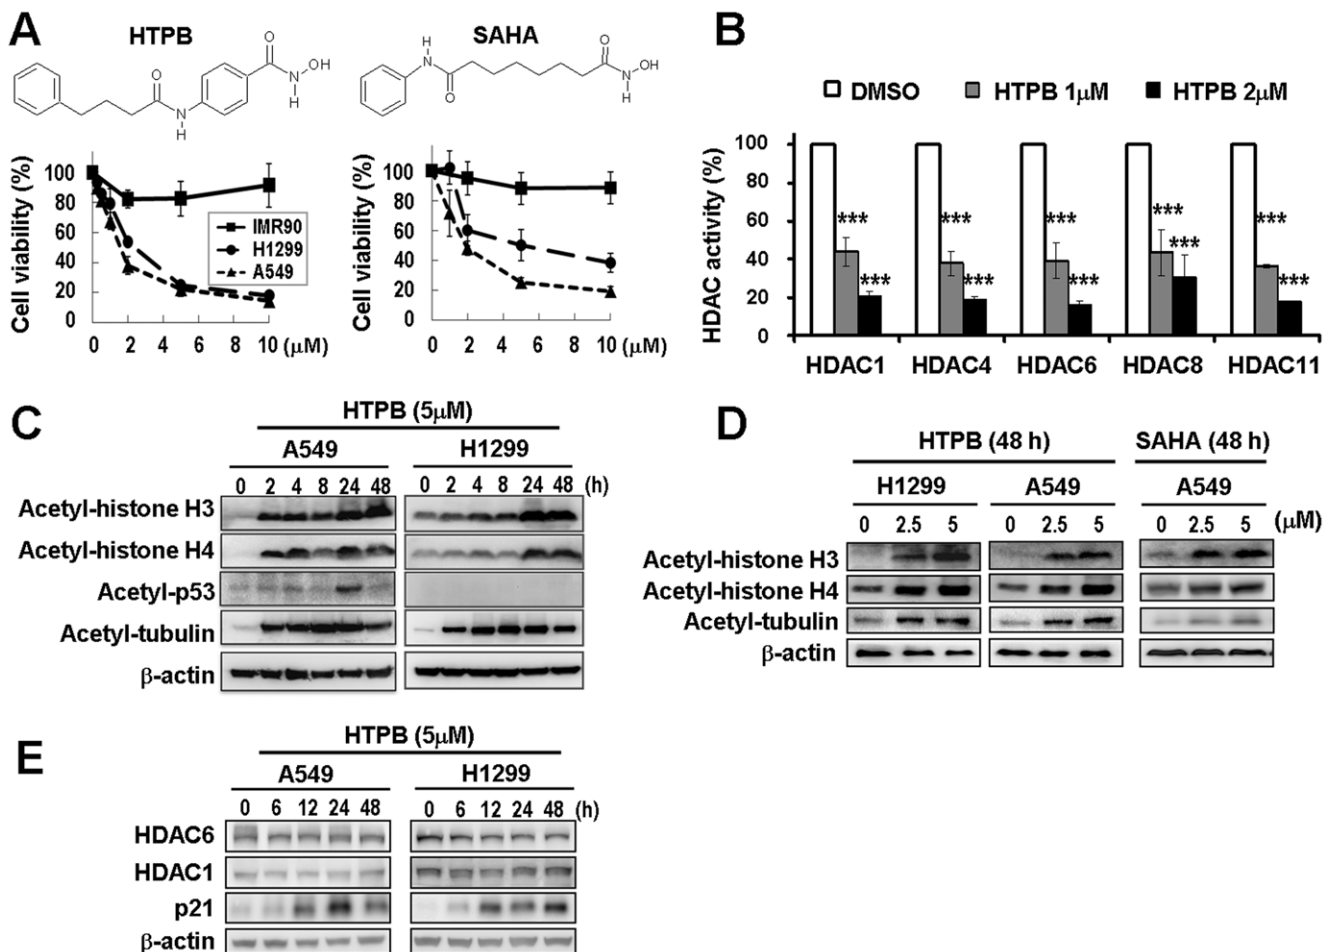 A
HTPB
SAHA
O
O
N
H
OH
N
H
H
N
O
O
N
H
OH
Cell viability (%)
100
80
60
40
20
0
0 2 4 6 8 10 (μM)
IMR90
H1299
A549
Cell viability (%)
100
80
60
40
20
0
0 2 4 6 8 10 (μM)
B
DMSO HTPB 1μM HTPB 2μM
HDAC activity (%)
100
80
60
40
20
0
*** *** *** *** ***
*** *** *** *** ***
HDAC1 HDAC4 HDAC6 HDAC8 HDAC11
C
HTPB (5μM)
A549 H1299
0 2 4 8 24 48 0 2 4 8 24 48 (h)
Acetyl-histone H3
Acetyl-histone H4
Acetyl-p53
Acetyl-tubulin
β-actin
D
HTPB (48 h) SAHA (48 h)
H1299 A549 A549
0 2.5 5 0 2.5 5 0 2.5 5 (μM)
Acetyl-histone H3
Acetyl-histone H4
Acetyl-tubulin
β-actin
E
HTPB (5μM)
A549 H1299
0 6 12 24 48 0 6 12 24 48 (h)
HDAC6
HDAC1
p21
β-actin